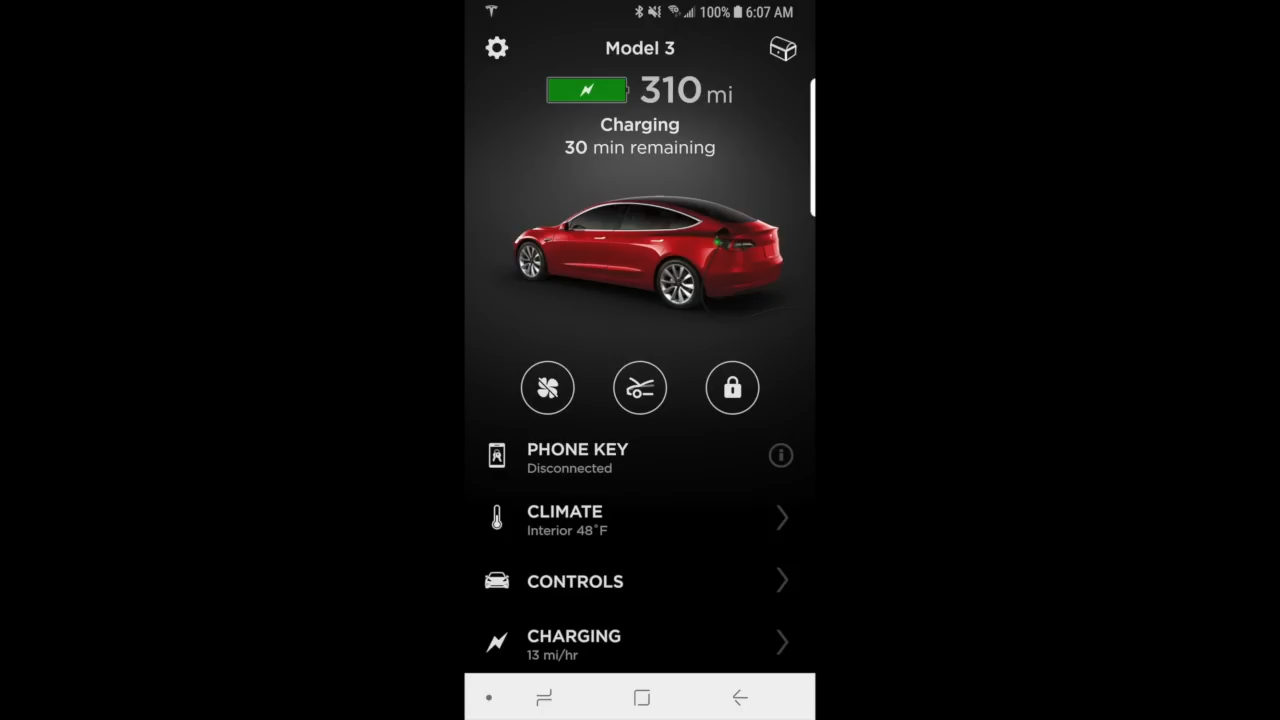 100% 6:07 AM
Model 3
310 mi
Charging
30 min remaining
PHONE KEY
Disconnected
CLIMATE
Interior 48°F
CONTROLS
CHARGING
13 mi/hr